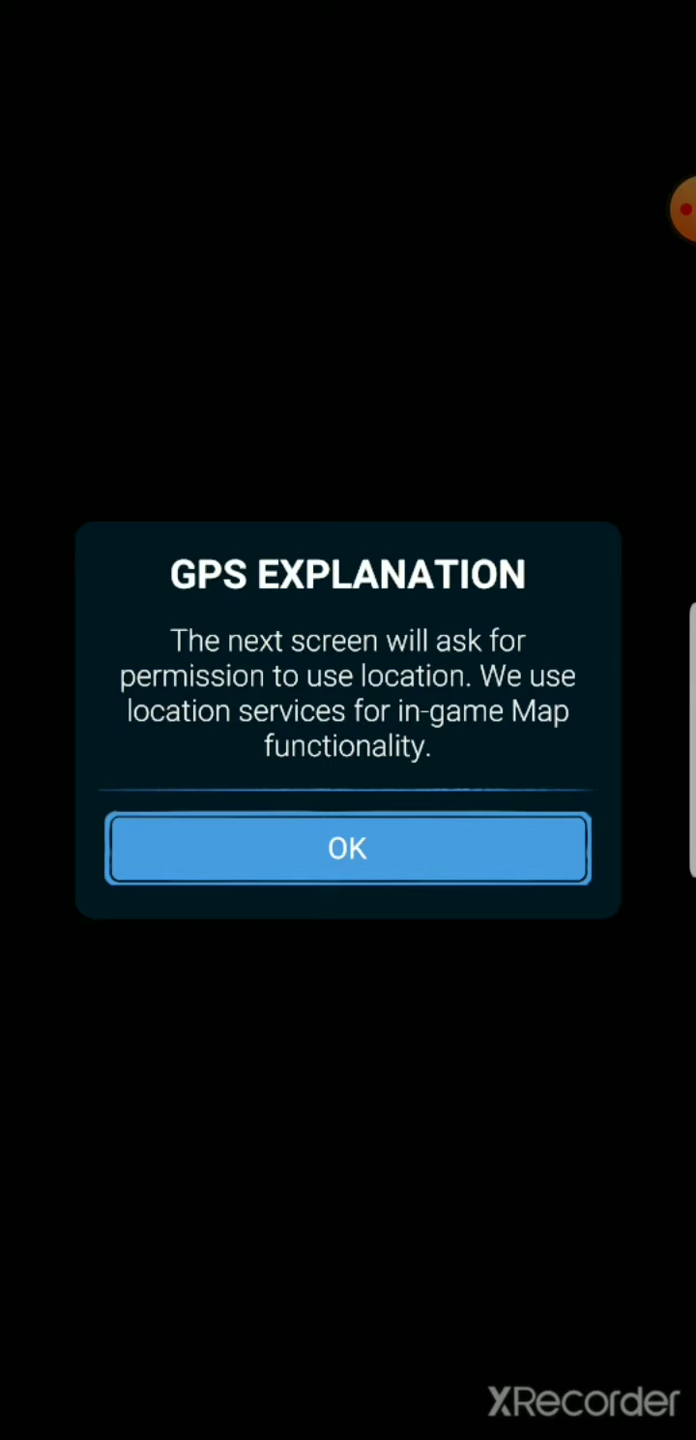 GPS EXPLANATION
The next screen will ask for
permission to use location. We use
location services for in-game Map
functionality.
OK
XRecorder